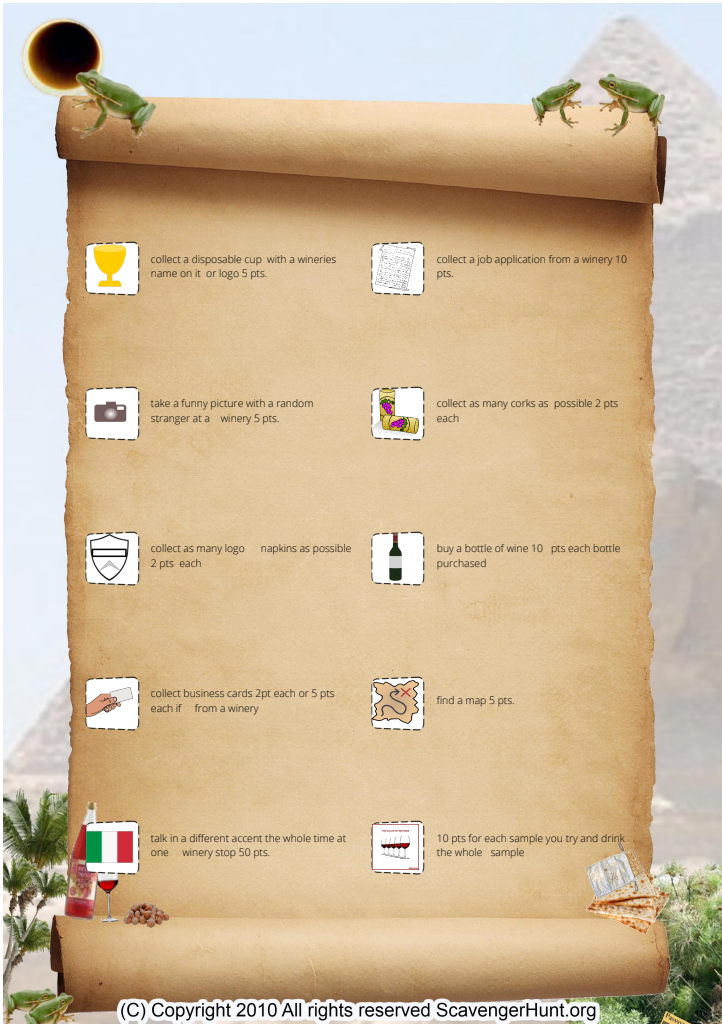 collect a disposable cup with a wineries
name on it or logo 5 pts.
collect a job application from a winery 10
pts.
take a funny picture with a random
stranger at a winery 5 pts.
collect as many corks as possible 2 pts
each
collect as many logo napkins as possible
2 pts each
buy a bottle of wine 10 pts each bottle
purchased
collect business cards 2pt each or 5 pts
each if from a winery
find a map 5 pts.
talk in a different accent the whole time at
one winery stop 50 pts.
10 pts for each sample you try and drink
the whole sample
(C) Copyright 2010 All rights reserved ScavengerHunt.org